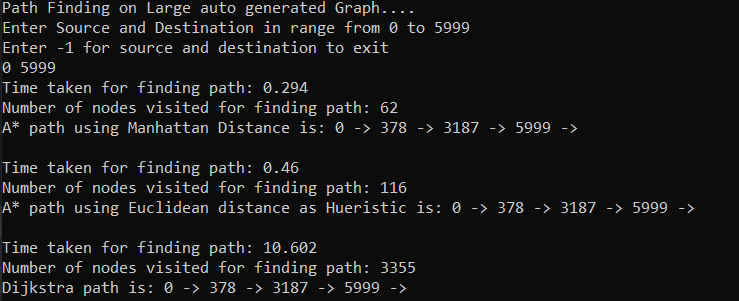 Path Finding on Large auto generated Graph....
Enter Source and Destination in range from 0 to 5999
Enter -1 for source and destination to exit
0 5999
Time taken for finding path: 0.294
Number of nodes visited for finding path: 62
A* path using Manhattan Distance is: 0 -> 378 -> 3187 -> 5999 ->
Time taken for finding path: 0.46
Number of nodes visited for finding path: 116
A* path using Euclidean distance as Hueristic is: 0 -> 378 -> 3187 -> 5999 ->
Time taken for finding path: 10.602
Number of nodes visited for finding path: 3355
Dijkstra path is: 0 -> 378 -> 3187 -> 5999 ->